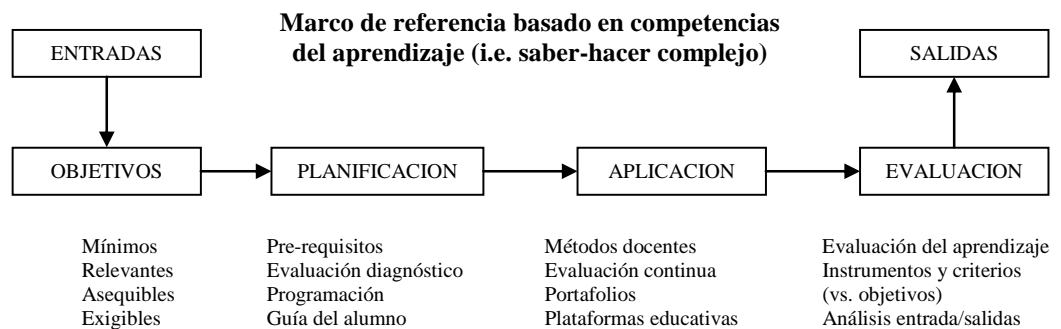 Marco de referencia basado en competencias
del aprendizaje (i.e. saber-hacer complejo)
ENTRADAS
SALIDAS
OBJETIVOS
PLANIFICACION
APLICACION
EVALUACION
Mínimos
Relevantes
Asequibles
Exigibles
Pre-requisitos
Evaluación diagnóstico
Programación
Guía del alumno
Métodos docentes
Evaluación continua
Portafolios
Plataformas educativas
Evaluación del aprendizaje
Instrumentos y criterios
(vs. objetivos)
Análisis entrada/salidas